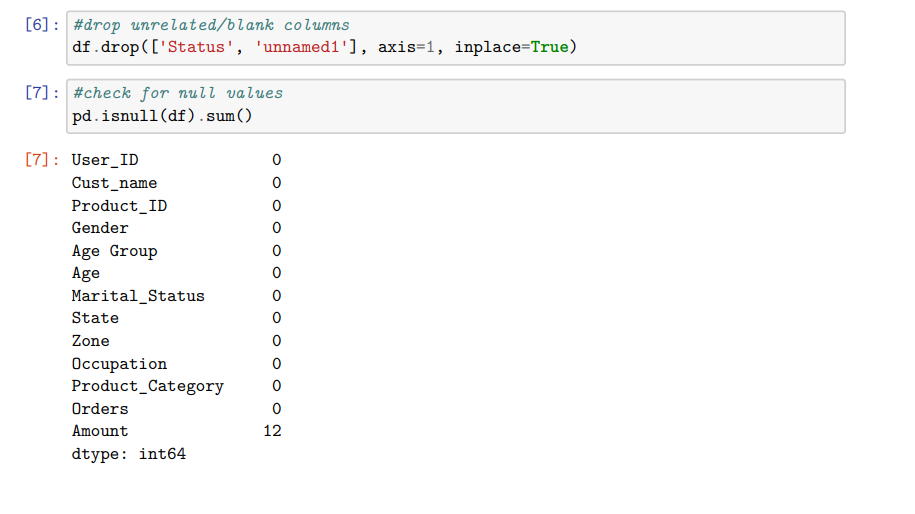 [6]: #drop unrelated/blank columns
df.drop(['Status', 'unnamed1'], axis=1, inplace=True)
[7]: #check for null values
pd.isnull(df).sum()
[7]: User_ID 0
Cust_name 0
Product_ID 0
Gender 0
Age Group 0
Age 0
Marital_Status 0
State 0
Zone 0
Occupation 0
Product_Category 0
Orders 0
Amount 12
dtype: int64